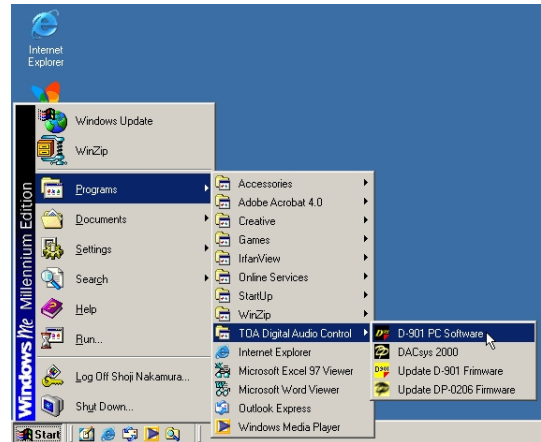 Internet
Explorer
Windows Update
WinZip
Programs
Documents
Settings
Search
Help
Run...
Log Off Shoji Nakamura...
Shut Down...
Windows Me Millennium Edition
Accessories
Adobe Acrobat 4.0
Creative
Games
IrfanView
Online Services
StartUp
WinZip
TOA Digital Audio Control
Internet Explorer
Microsoft Excel 97 Viewer
Microsoft Word Viewer
Outlook Express
Windows Media Player
D-901 PC Software
DACsys 2000
Update D-901 Frimware
Update DP-0206 Firmware
Start